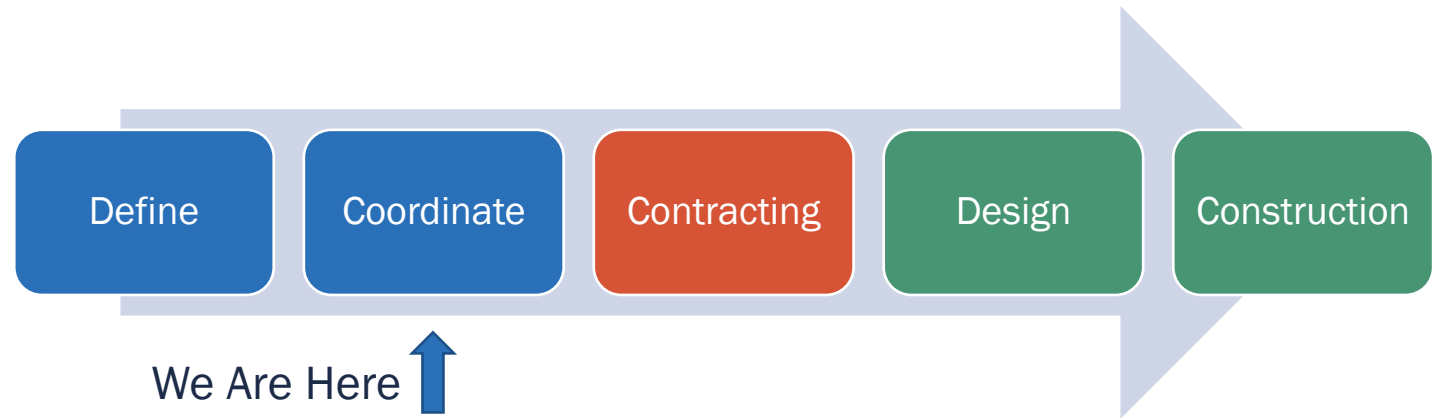 Define
Coordinate
Contracting
Design
Construction
We Are Here